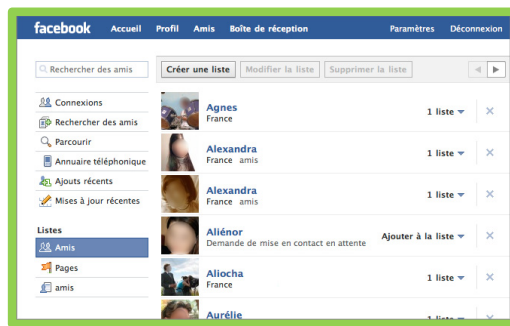 facebook Accueil Profil Amis Boîte de réception Paramètres Déconnexion
Rechercher des amis
Créer une liste Modifier la liste Supprimer la liste
Connexions
Rechercher des amis
Parcourir
Annuaire téléphonique
Ajouts récents
Mises à jour récentes
Listes
Amis
Pages
amis
Agnes
France
1 liste
Alexandra
France amis
1 liste
Alexandra
France amis
1 liste
Aliénor
Demande de mise en contact en attente
Ajouter à la liste
Aliocha
France
1 liste
Aurélie
1 liste